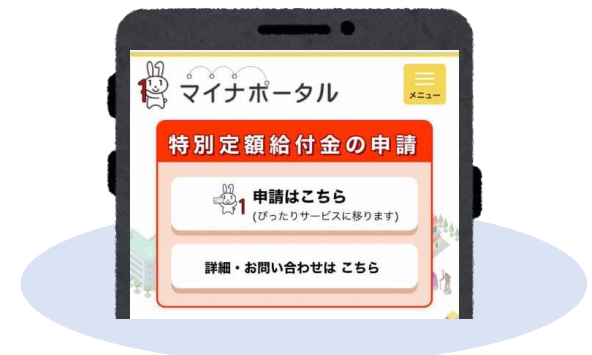 マイナポータル
メニュー
特別定額給付金の申請
申請はこちら
(ぴったりサービスに移ります)
詳細・お問い合わせは こちら